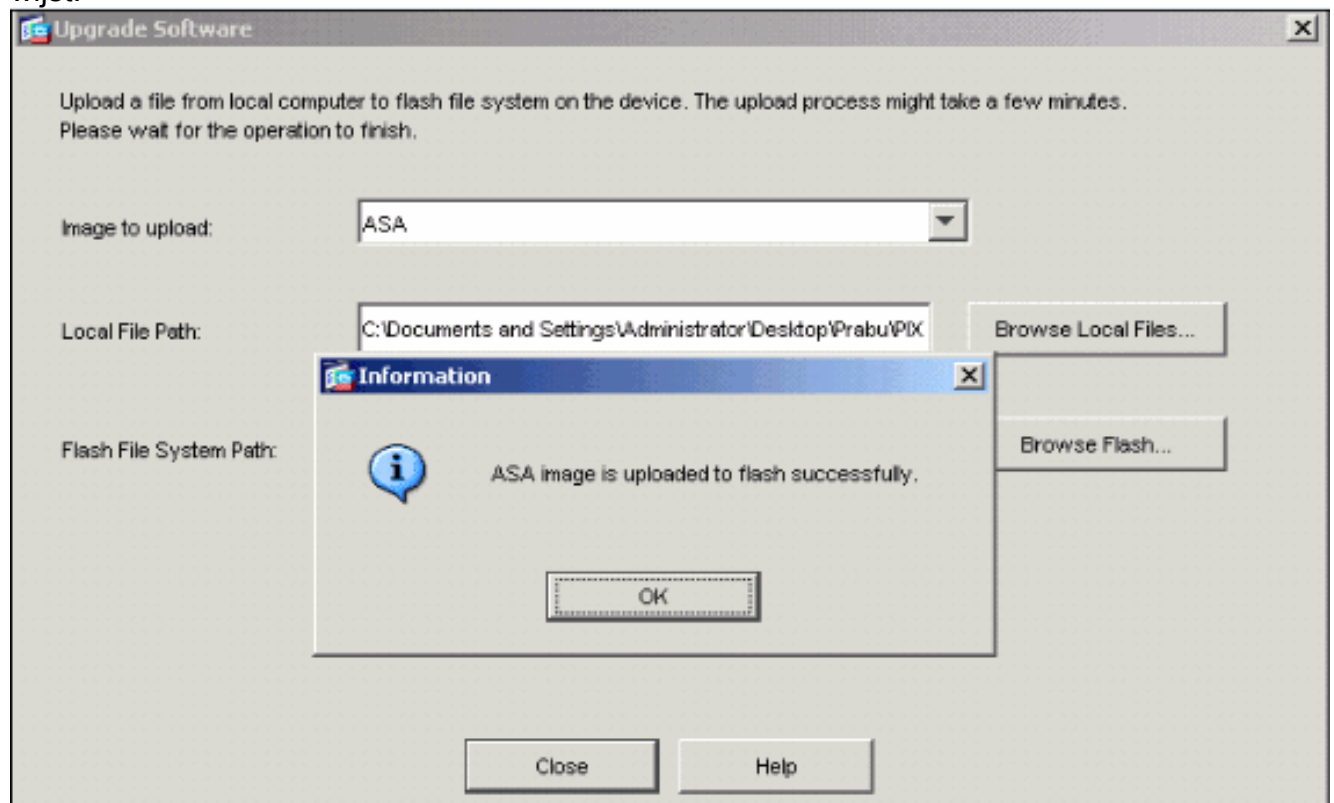 Upgrade Software
Upload a file from local computer to flash file system on the device. The upload process might take a few minutes.
Please wait for the operation to finish.
Image to upload:
ASA
Local File Path:
C:\Documents and Settings\Administrator\Desktop\Prabu\PIX
Browse Local Files...
Information
Flash File System Path:
Browse Flash...
ASA image is uploaded to flash successfully.
OK
Close
Help